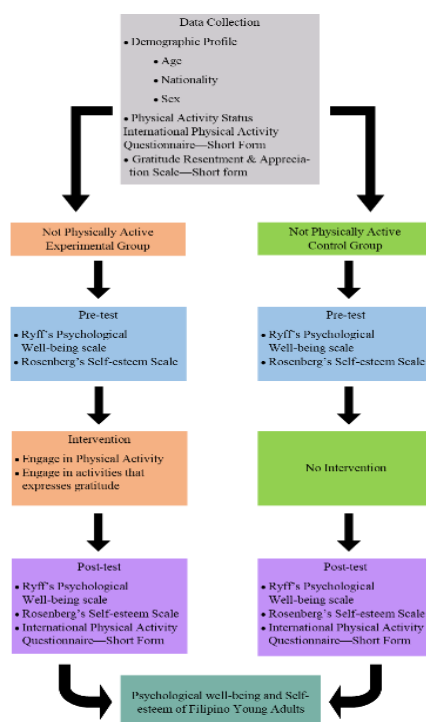 Data Collection
• Demographic Profile
• Age
• Nationality
• Sex
• Physical Activity Status
International Physical Activity
Questionnaire—Short Form
• Gratitude Resentment & Apprecia-
tion Scale—Short form
Not Physically Active
Experimental Group
Not Physically Active
Control Group
Pre-test
• Ryff's Psychological
Well-being scale
• Rosenberg's Self-esteem Scale
Pre-test
• Ryff's Psychological
Well-being scale
• Rosenberg's Self-esteem Scale
Intervention
• Engage in Physical Activity
• Engage in activities that
expresses gratitude
No Intervention
Post-test
• Ryff's Psychological
Well-being scale
• Rosenberg's Self-esteem Scale
• International Physical Activity
Questionnaire—Short Form
Post-test
• Ryff's Psychological
Well-being scale
• Rosenberg's Self-esteem Scale
• International Physical Activity
Questionnaire—Short Form
Psychological well-being and Self-
esteem of Filipino Young Adults